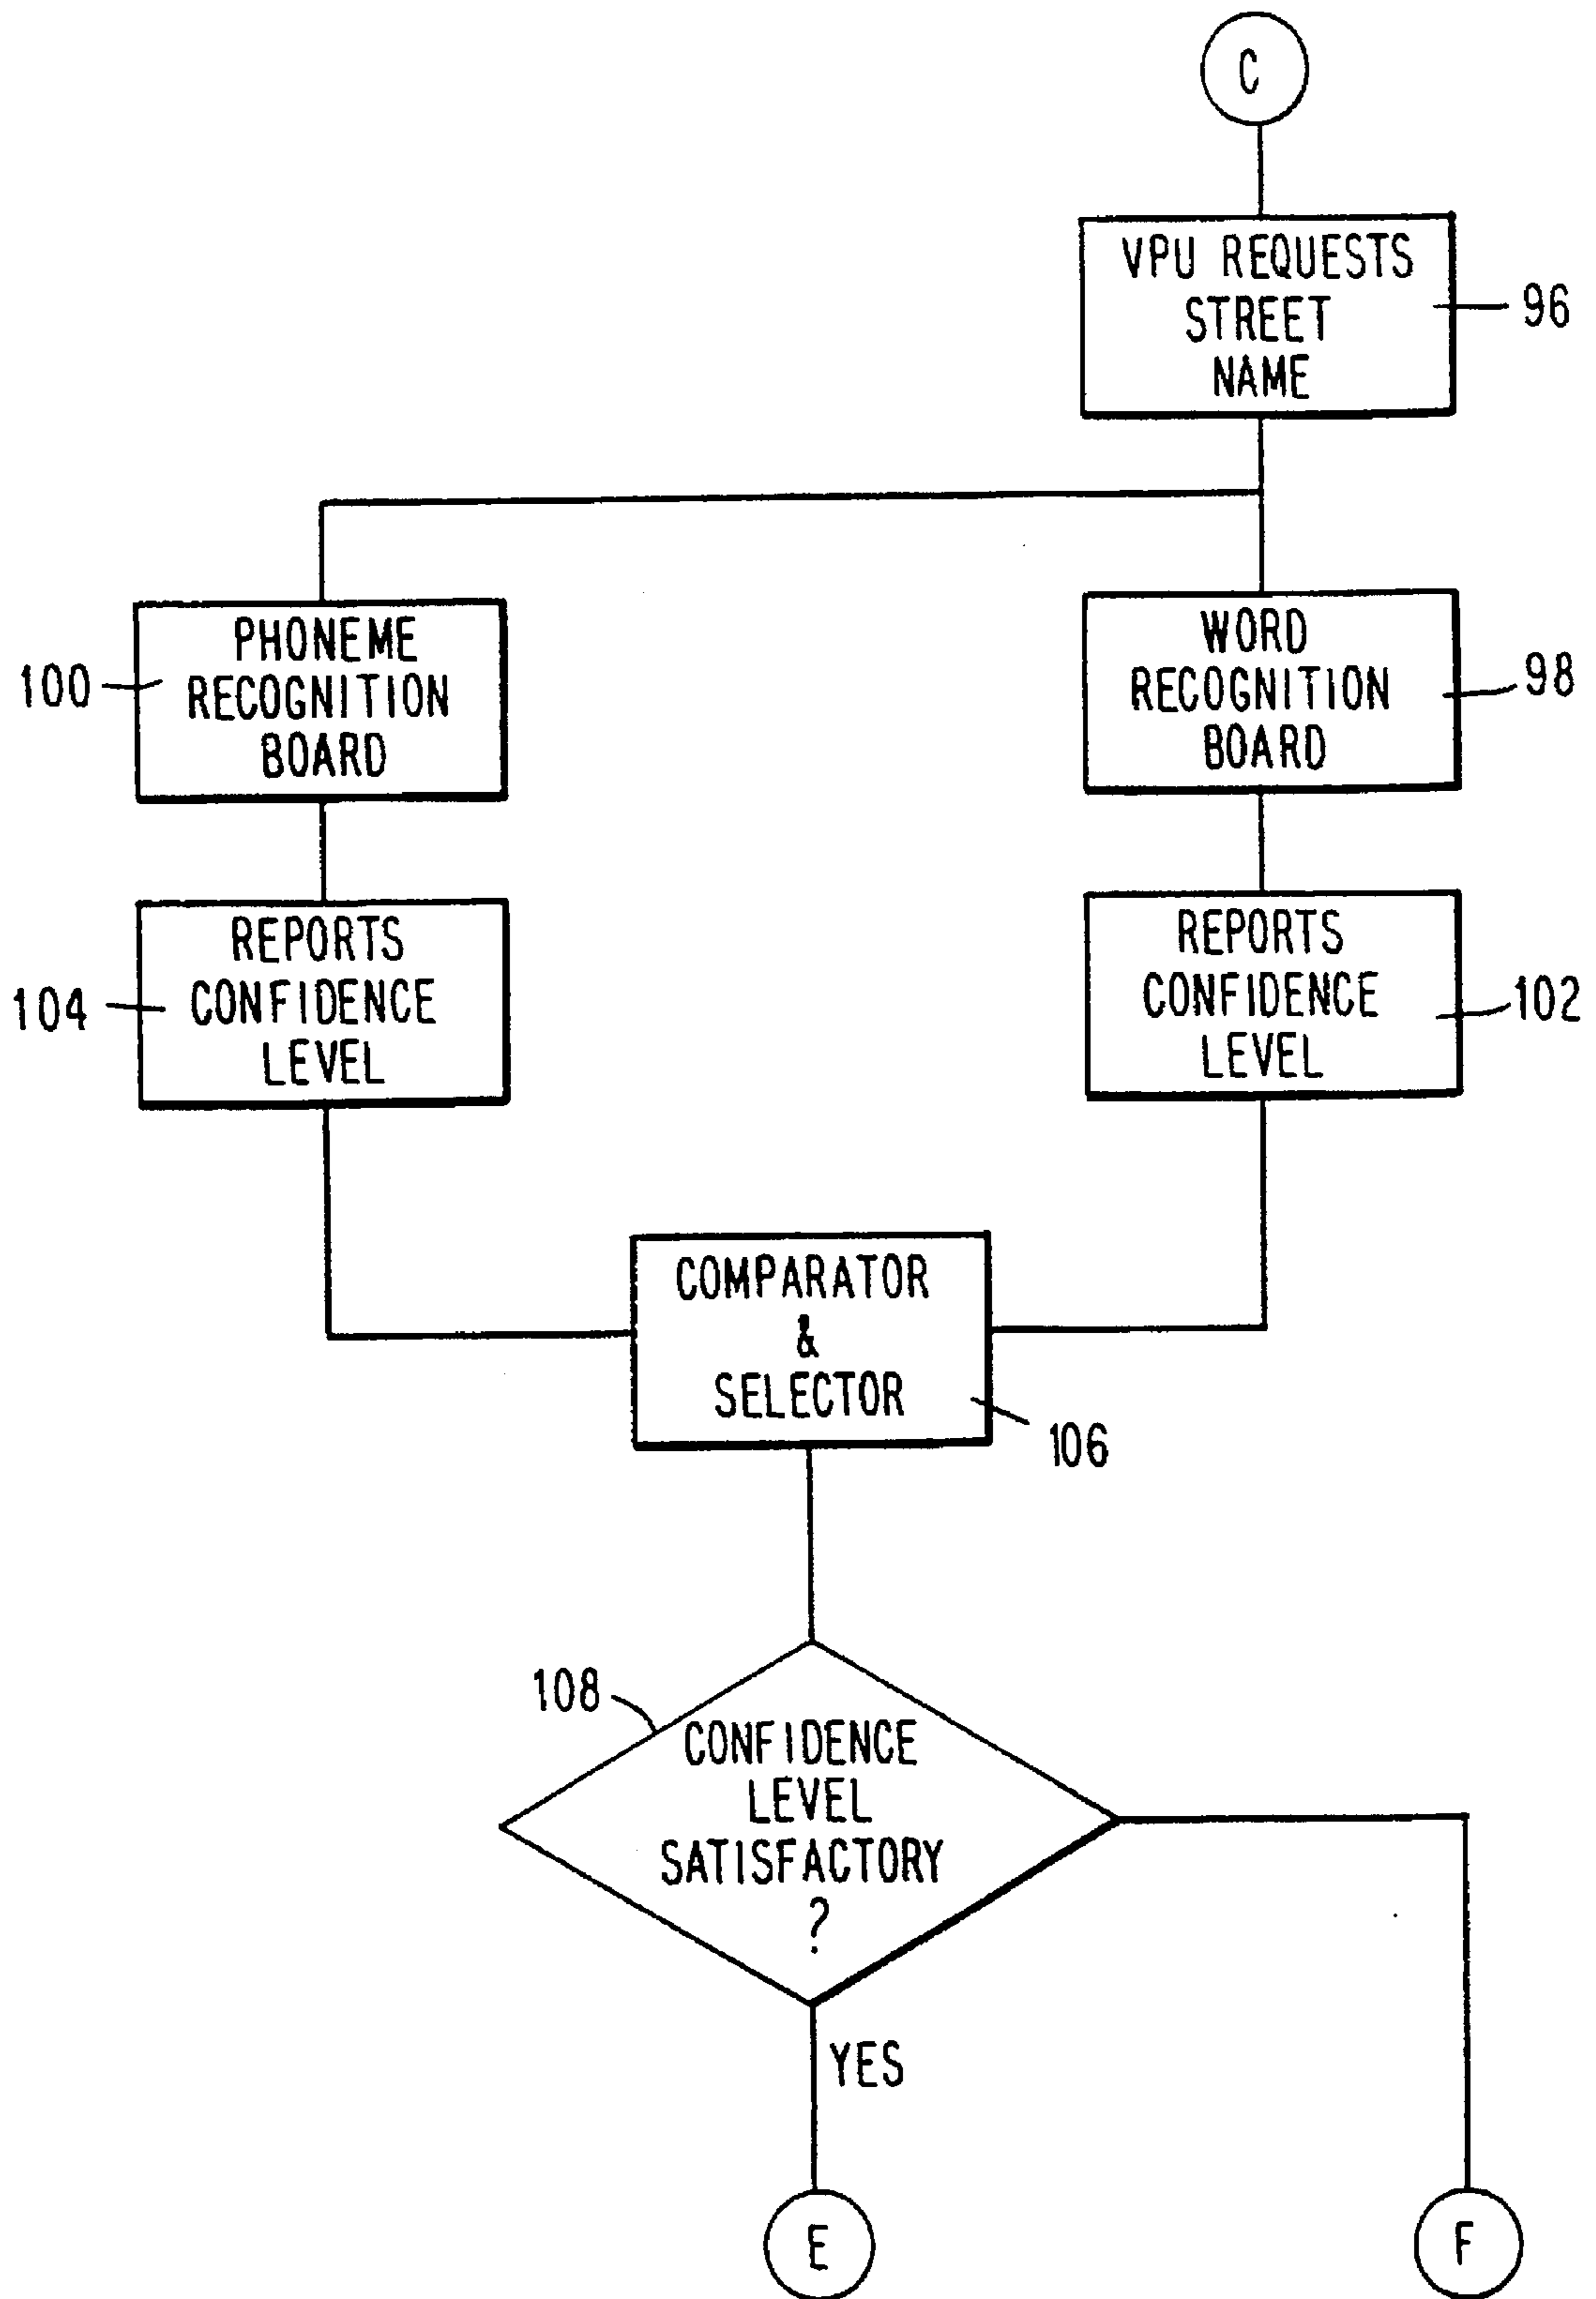 C
VPU REQUESTS
STREET
NAME
96
PHONEME
RECOGNITION
BOARD
100
WORD
RECOGNITION
BOARD
98
REPORTS
CONFIDENCE
LEVEL
104
REPORTS
CONFIDENCE
LEVEL
102
COMPARATOR
&
SELECTOR
106
108
CONFIDENCE
LEVEL
SATISFACTORY
?
YES
E
F